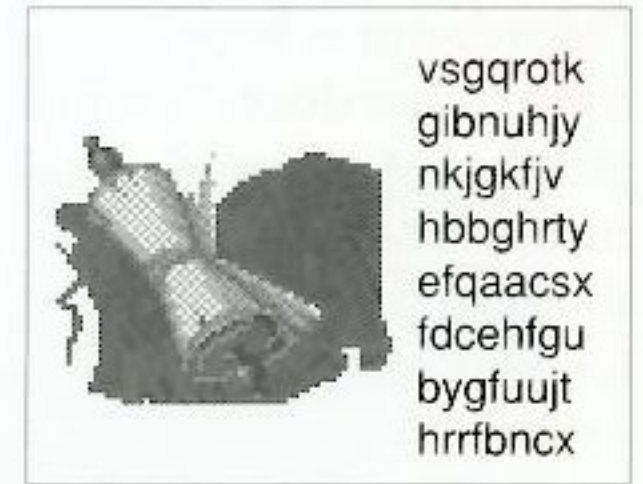 vsgqrotk
gibnuhjy
nkjgkfjv
hbbghrty
efqaacsx
fdcehfgu
bygfuujt
hrrfbncx